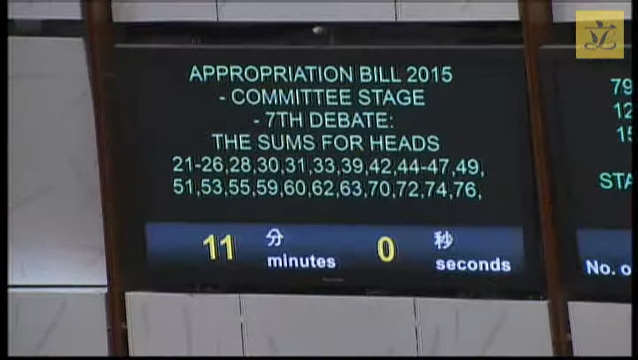 APPROPRIATION BILL 2015
- COMMITTEE STAGE
- 7TH DEBATE:
THE SUMS FOR HEADS
21-26,28,30,31,33,39,42,44-47,49,
51,53,55,59,60,62,63,70,72,74,76,
11 分 minutes 0 秒 seconds
79
12
15
STA
No. o